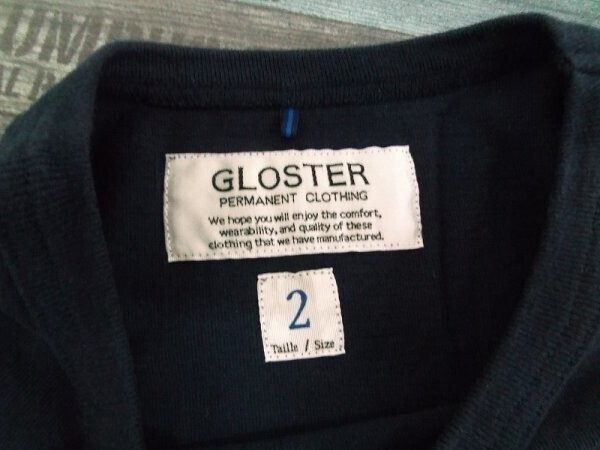 GLOSTER
PERMANENT CLOTHING
We hope you will enjoy the comfort,
wearability, and quality of these
clothing that we have manufactured.
2
Taille / Size